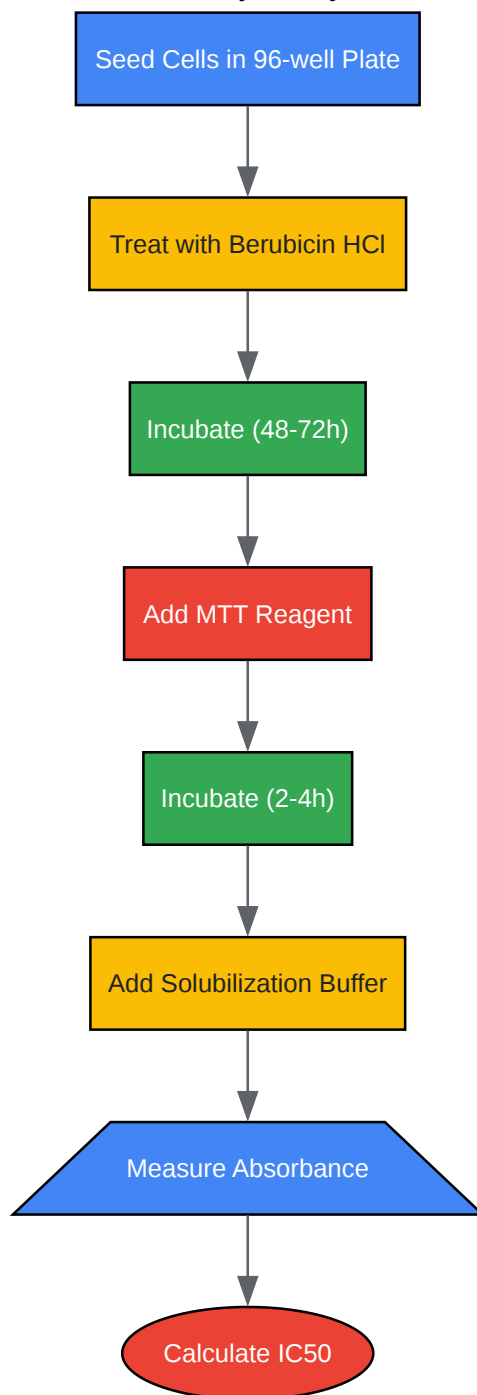 Seed Cells in 96-well Plate
Treat with Berubicin HCl
Incubate (48-72h)
Add MTT Reagent
Incubate (2-4h)
Add Solubilization Buffer
Measure Absorbance
Calculate IC50